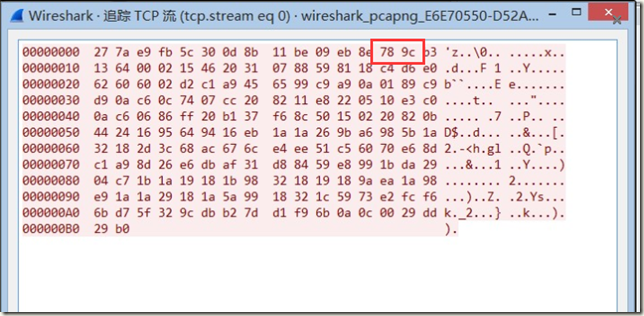 Wireshark · 追踪 TCP 流 (tcp.stream eq 0) · wireshark_pcapng_E6E70550-D52A...
00000000 27 7a e9 fb 5c 30 0d 8b 11 be 09 eb 8e 78 9c b3 'z..\0.. .....x..
00000010 13 64 00 02 15 46 20 31 07 88 59 81 18 c4 d6 e0 .d...F 1 ..Y.....
00000020 62 60 60 02 d2 c1 a9 45 65 99 c9 a9 0a 01 89 c9 b``....E e.......
00000030 d9 0a c6 0c 74 07 cc 20 82 11 e8 22 05 10 e3 c0 ....t.. ..."....
00000040 0a c6 06 86 ff 20 b1 37 f6 8c 50 15 02 20 82 0b ..... .7 ..P.. ..
00000050 44 24 16 95 64 94 16 eb 1a 1a 26 9b a6 98 5b 1a D$..d... ..&...[.
00000060 32 18 2d 3c 68 ac 67 6c e4 ee 51 c5 60 70 e6 8d 2.-<h.gl ..Q.`p..
00000070 c1 a9 8d 26 e6 db af 31 d8 84 59 e8 99 1b da 29 ...&...1 ..Y....)
00000080 04 c7 1b 1a 19 18 1b 98 32 18 19 18 9a ea 1a 98 ........ 2.......
00000090 e9 1a 1a 29 18 1a 5a 99 18 32 1c 59 73 e2 fc f6 ...)..Z. .2.Ys...
000000A0 6b d7 5f 32 9c db b2 7d d1 f9 6b 0a 0c 00 29 dd k._2...} ..k...).
000000B0 29 b0 ).